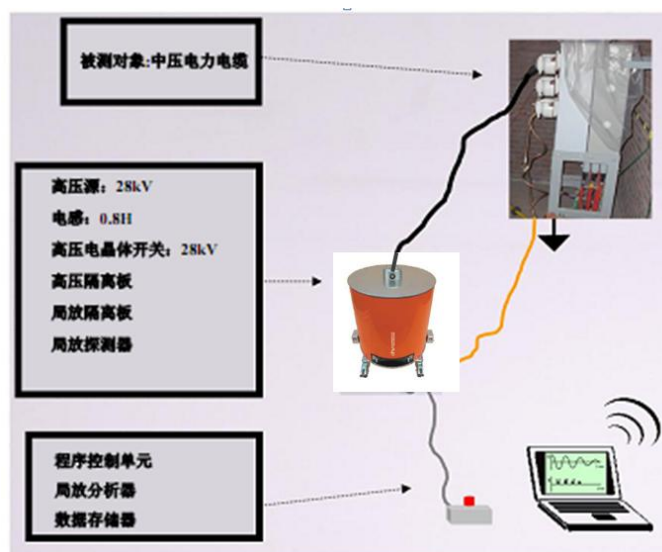 被测对象:中压电力电缆
高压源：28kV
电感：0.8H
高压电晶体开关：28kV
高压隔离板
局放隔离板
局放探测器
程序控制单元
局放分析器
数据存储器